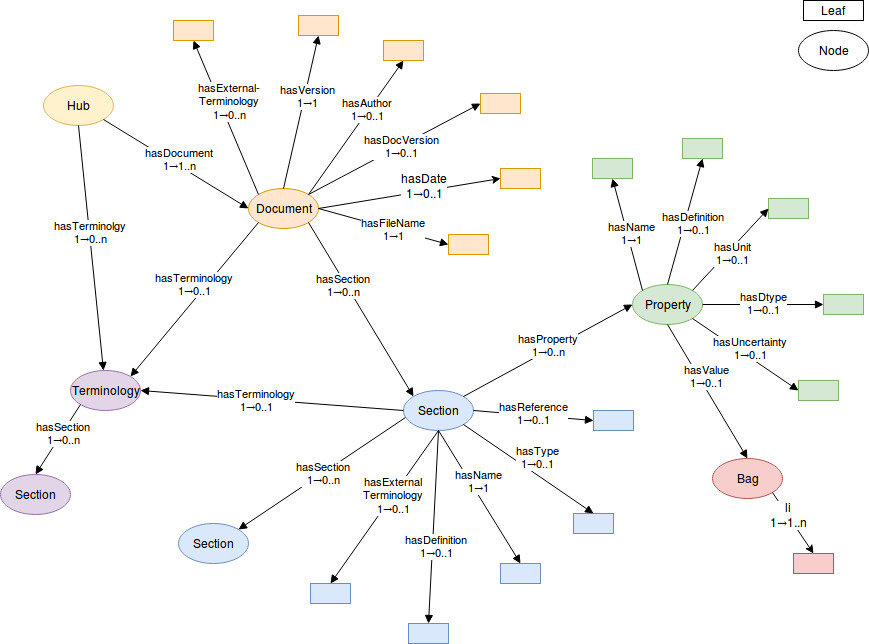 Leaf
Node
Hub
hasExternal-
Terminology
1→0..n
hasVersion
1→1
hasAuthor
1→0..1
hasDocVersion
1→0..1
hasDocument
1→1..n
hasDate
1→0..1
Document
hasFileName
1→1
hasTerminolgy
1→0..n
hasTerminology
1→0..1
hasSection
1→0..n
hasName
1→1
hasDefinition
1→0..1
hasUnit
1→0..1
Property
hasDtype
1→0..1
hasUncertainty
1→0..1
hasValue
1→0..1
hasProperty
1→0..n
Terminology
hasTerminology
1→0..1
Section
hasReference
1→0..1
hasSection
1→0..n
Section
hasSection
1→0..n
Section
hasExternal
Terminology
1→0..1
hasDefinition
1→0..1
hasName
1→1
hasType
1→0..1
Bag
li
1→1..n